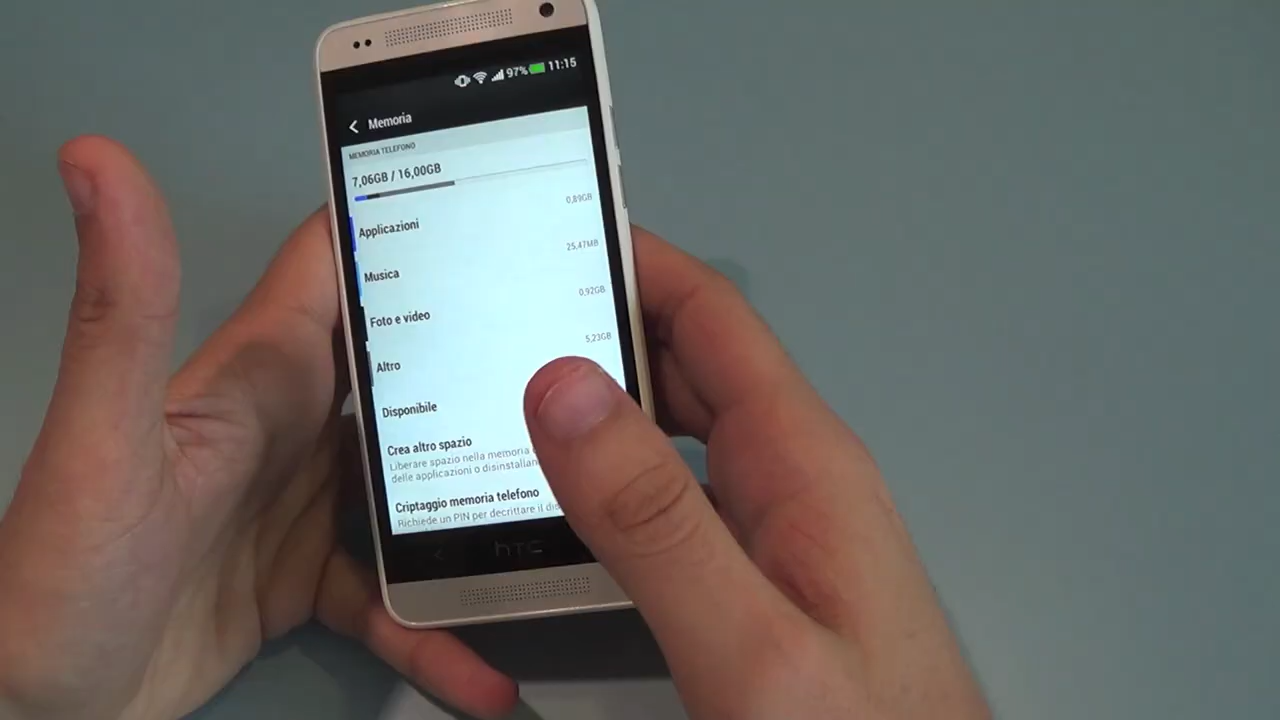 97% 11:15
Memoria
MEMORIA TELEFONO
7,06GB / 16,00GB
Applicazioni 0,89GB
Musica 25,47MB
Foto e video 0,92GB
Altro 5,23GB
Disponibile
Crea altro spazio
Liberare spazio nella memoria
delle applicazioni o disinstallan
Criptaggio memoria telefono
Richiede un PIN per decrittare il dis
hTC